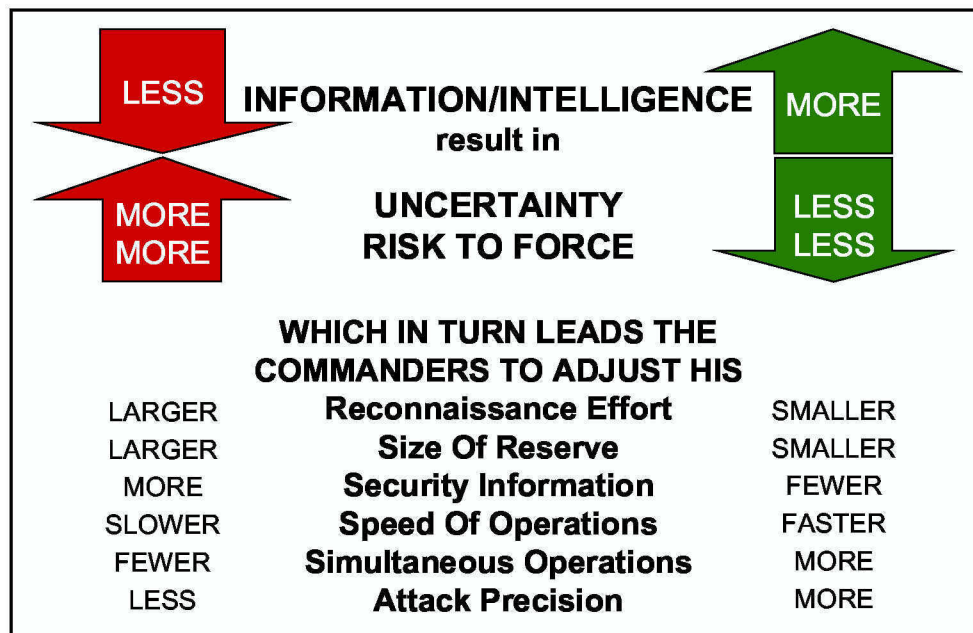 LESS INFORMATION/INTELLIGENCE MORE
result in
MORE UNCERTAINTY LESS
MORE RISK TO FORCE LESS
WHICH IN TURN LEADS THE
COMMANDERS TO ADJUST HIS
LARGER Reconnaissance Effort SMALLER
LARGER Size Of Reserve SMALLER
MORE Security Information FEWER
SLOWER Speed Of Operations FASTER
FEWER Simultaneous Operations MORE
LESS Attack Precision MORE